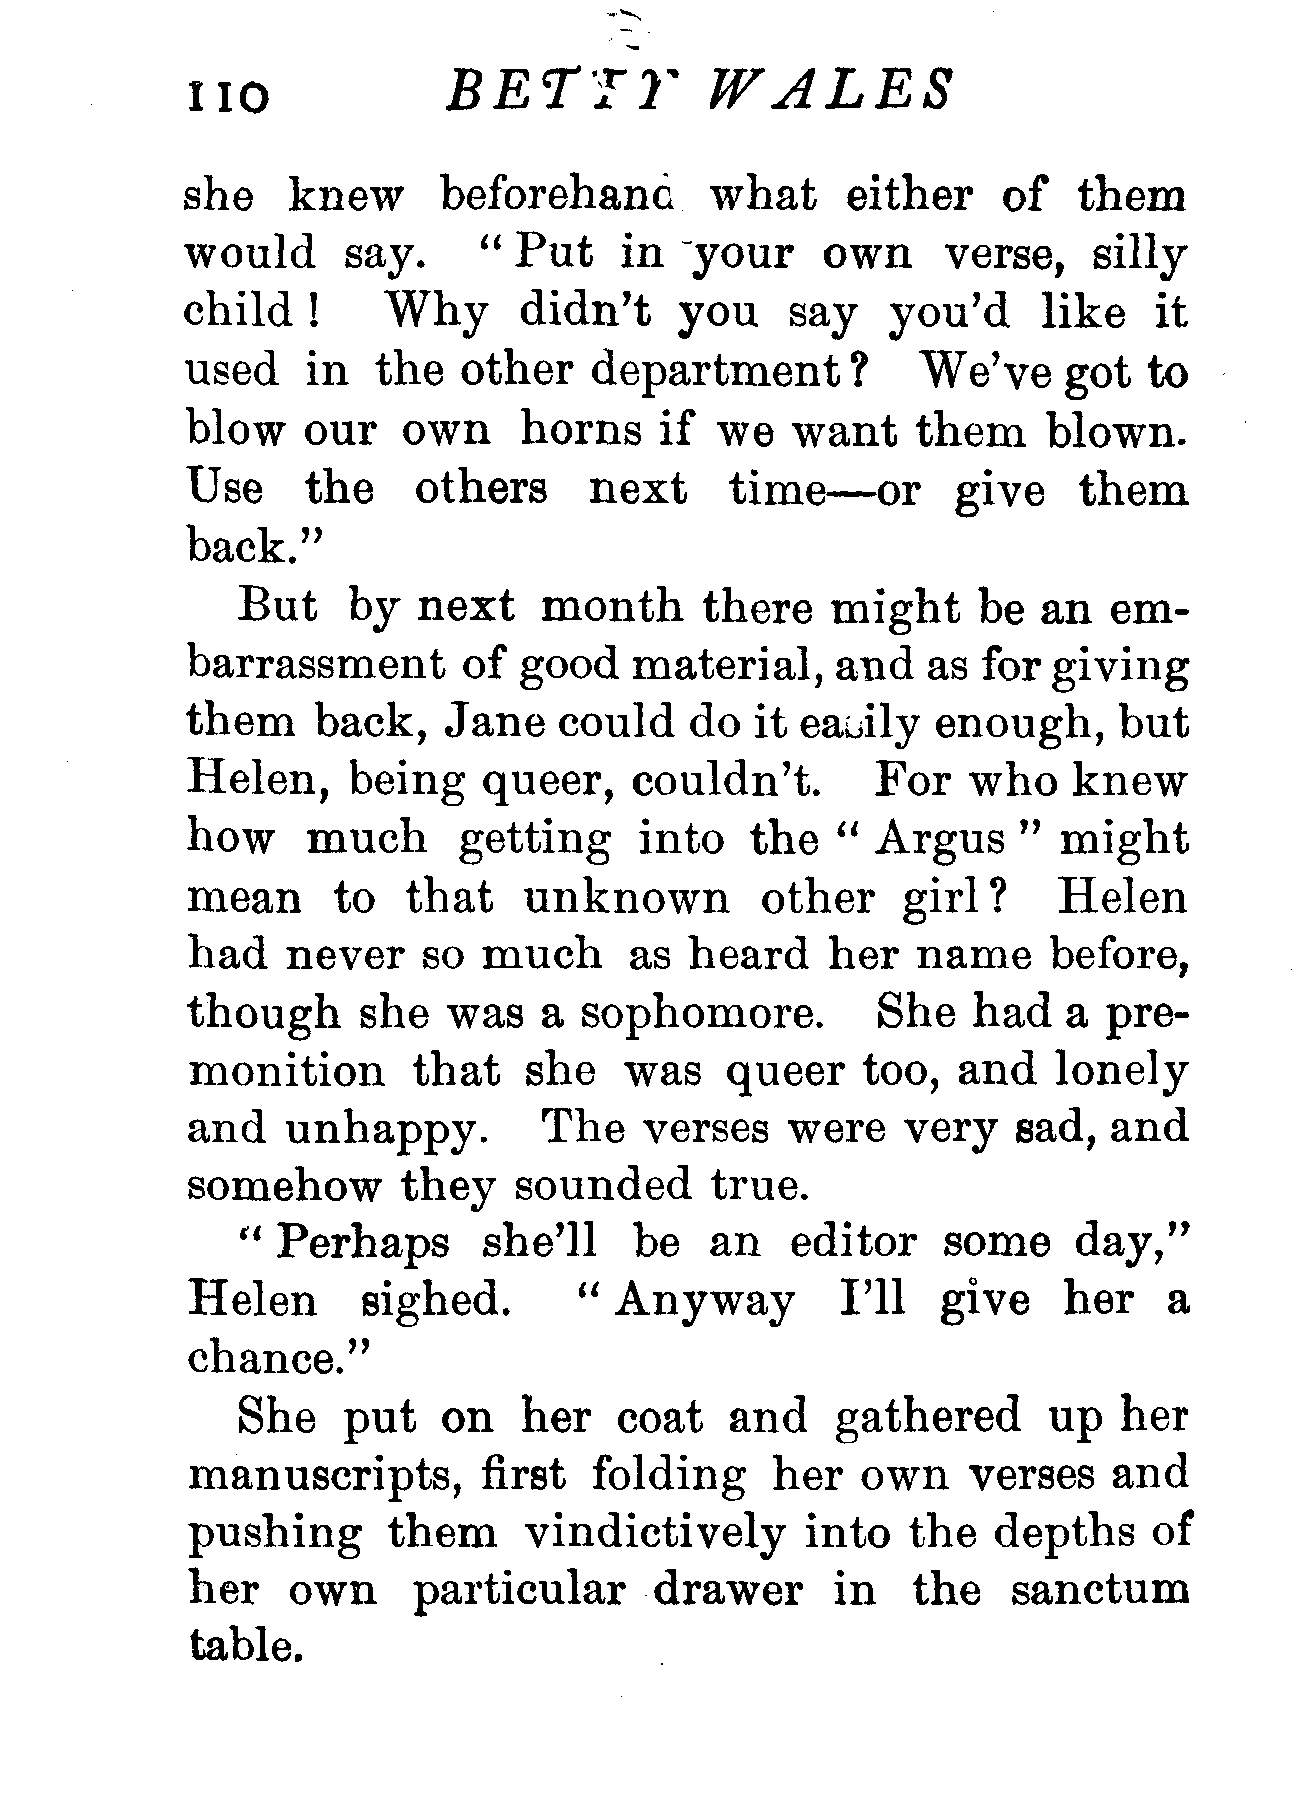 110 BETTY WALES
she knew beforehand what either of them
would say. “ Put in your own verse, silly
child ! Why didn’t you say you’d like it
used in the other department ? We’ve got to
blow our own horns if we want them blown.
Use the others next time—or give them
back.”
But by next month there might be an em-
barrassment of good material, and as for giving
them back, Jane could do it easily enough, but
Helen, being queer, couldn’t. For who knew
how much getting into the “ Argus ” might
mean to that unknown other girl ? Helen
had never so much as heard her name before,
though she was a sophomore. She had a pre-
monition that she was queer too, and lonely
and unhappy. The verses were very sad, and
somehow they sounded true.
“ Perhaps she’ll be an editor some day,”
Helen sighed. “ Anyway I’ll give her a
chance.”
She put on her coat and gathered up her
manuscripts, first folding her own verses and
pushing them vindictively into the depths of
her own particular drawer in the sanctum
table.